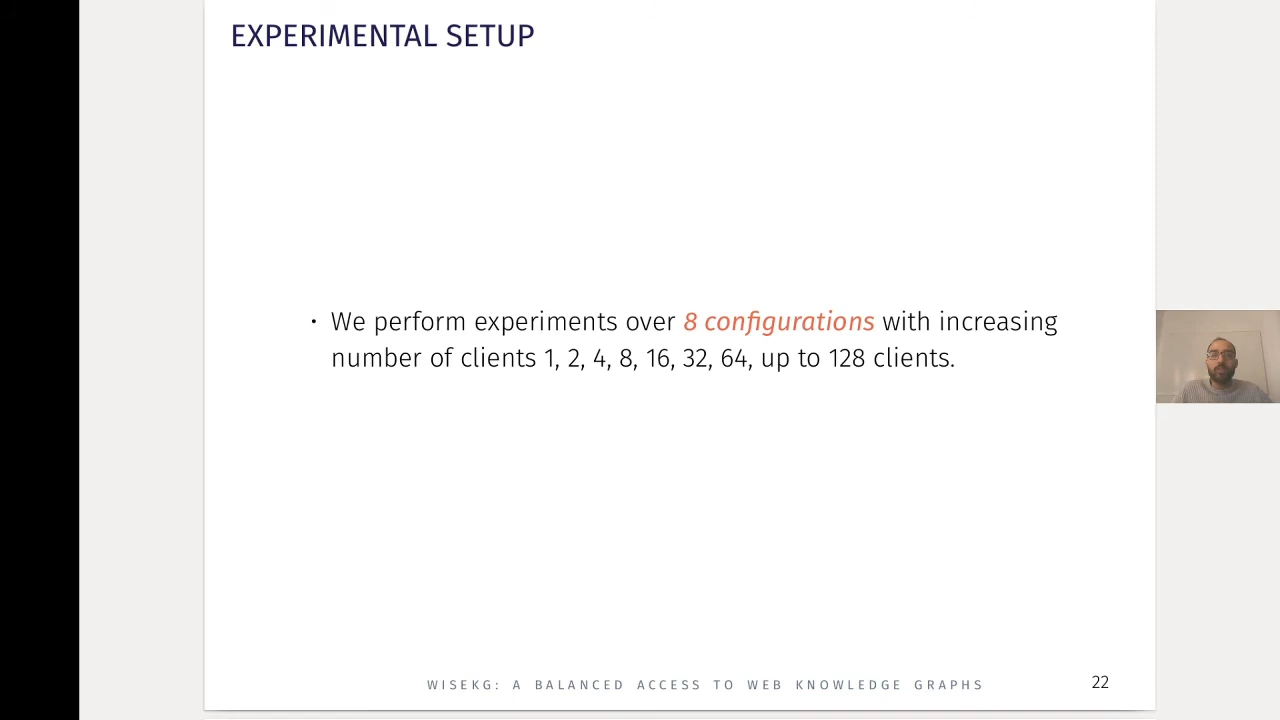 EXPERIMENTAL SETUP
· We perform experiments over 8 configurations with increasing
number of clients 1, 2, 4, 8, 16, 32, 64, up to 128 clients.
WISEKG: A BALANCED ACCESS TO WEB KNOWLEDGE GRAPHS
22